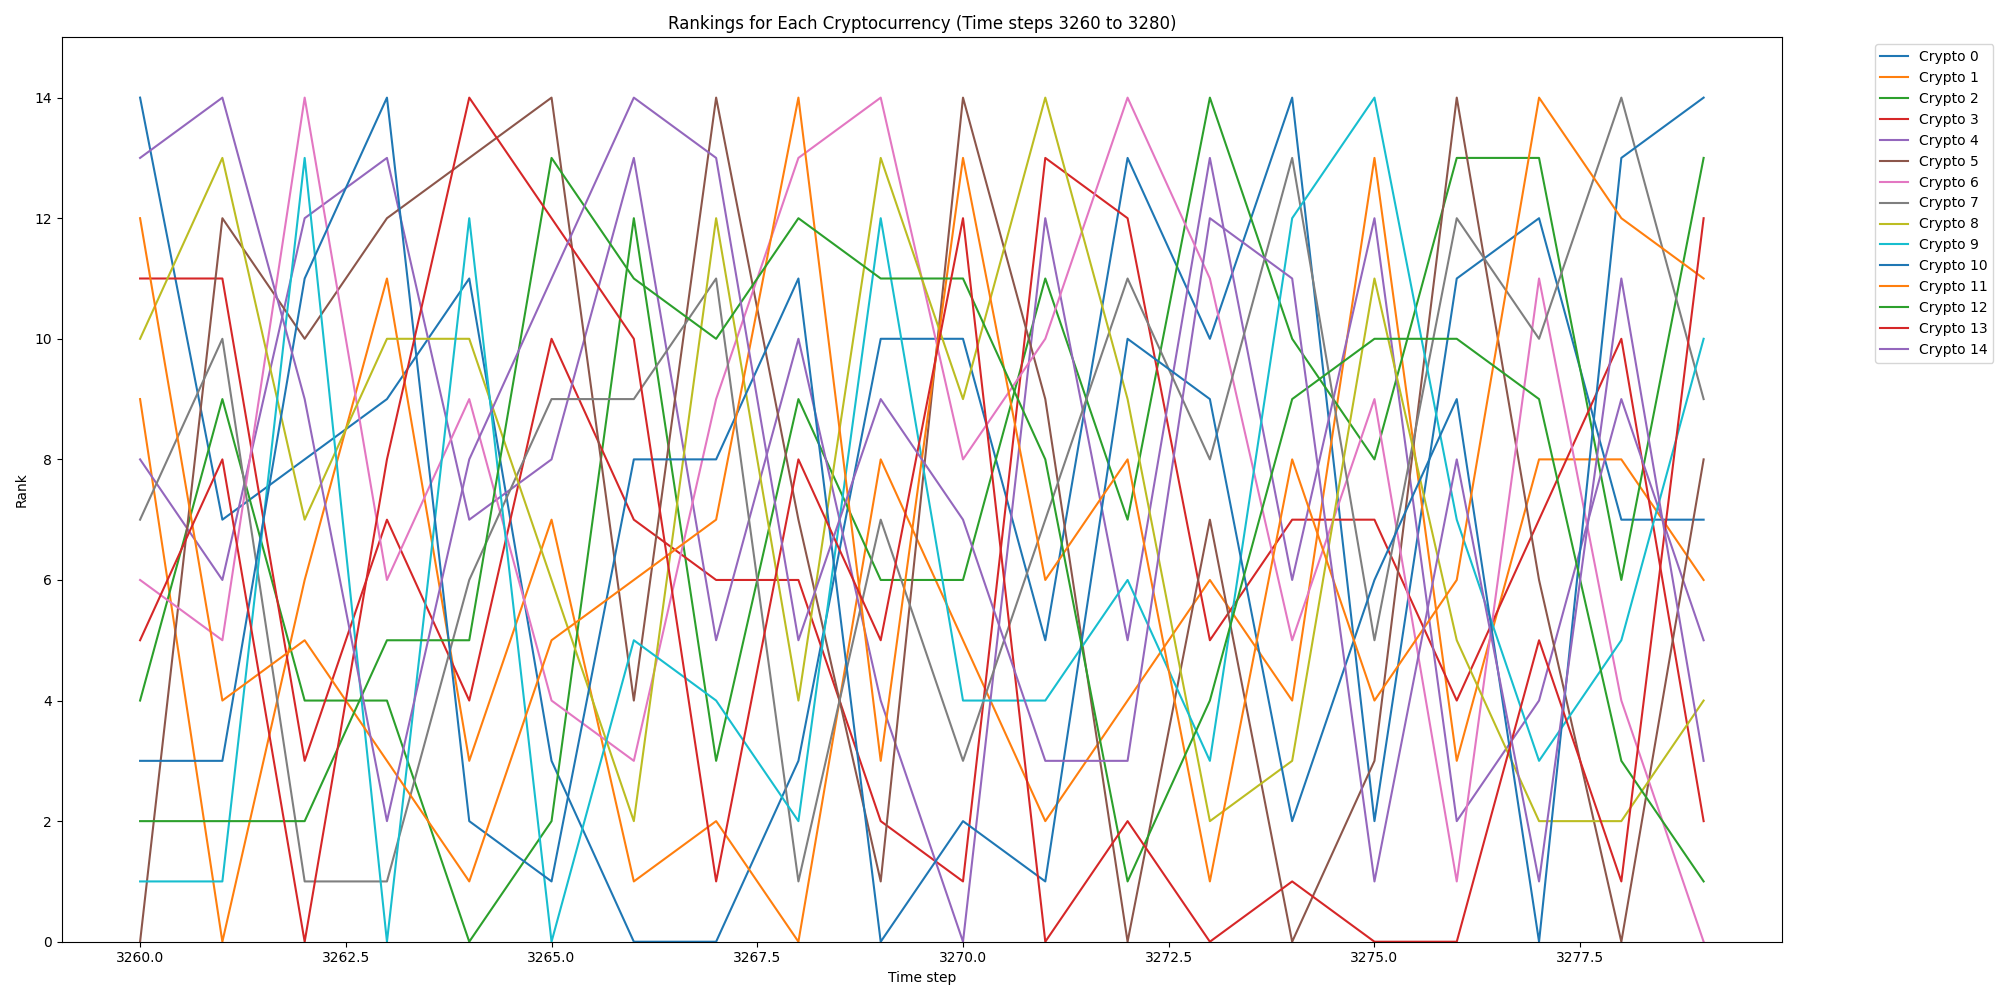 Rankings for Each Cryptocurrency (Time steps 3260 to 3280)
Rank
14
12
10
8
6
4
2
0
3260.0 3262.5 3265.0 3267.5 3270.0 3272.5 3275.0 3277.5
Time step
Crypto 0
Crypto 1
Crypto 2
Crypto 3
Crypto 4
Crypto 5
Crypto 6
Crypto 7
Crypto 8
Crypto 9
Crypto 10
Crypto 11
Crypto 12
Crypto 13
Crypto 14